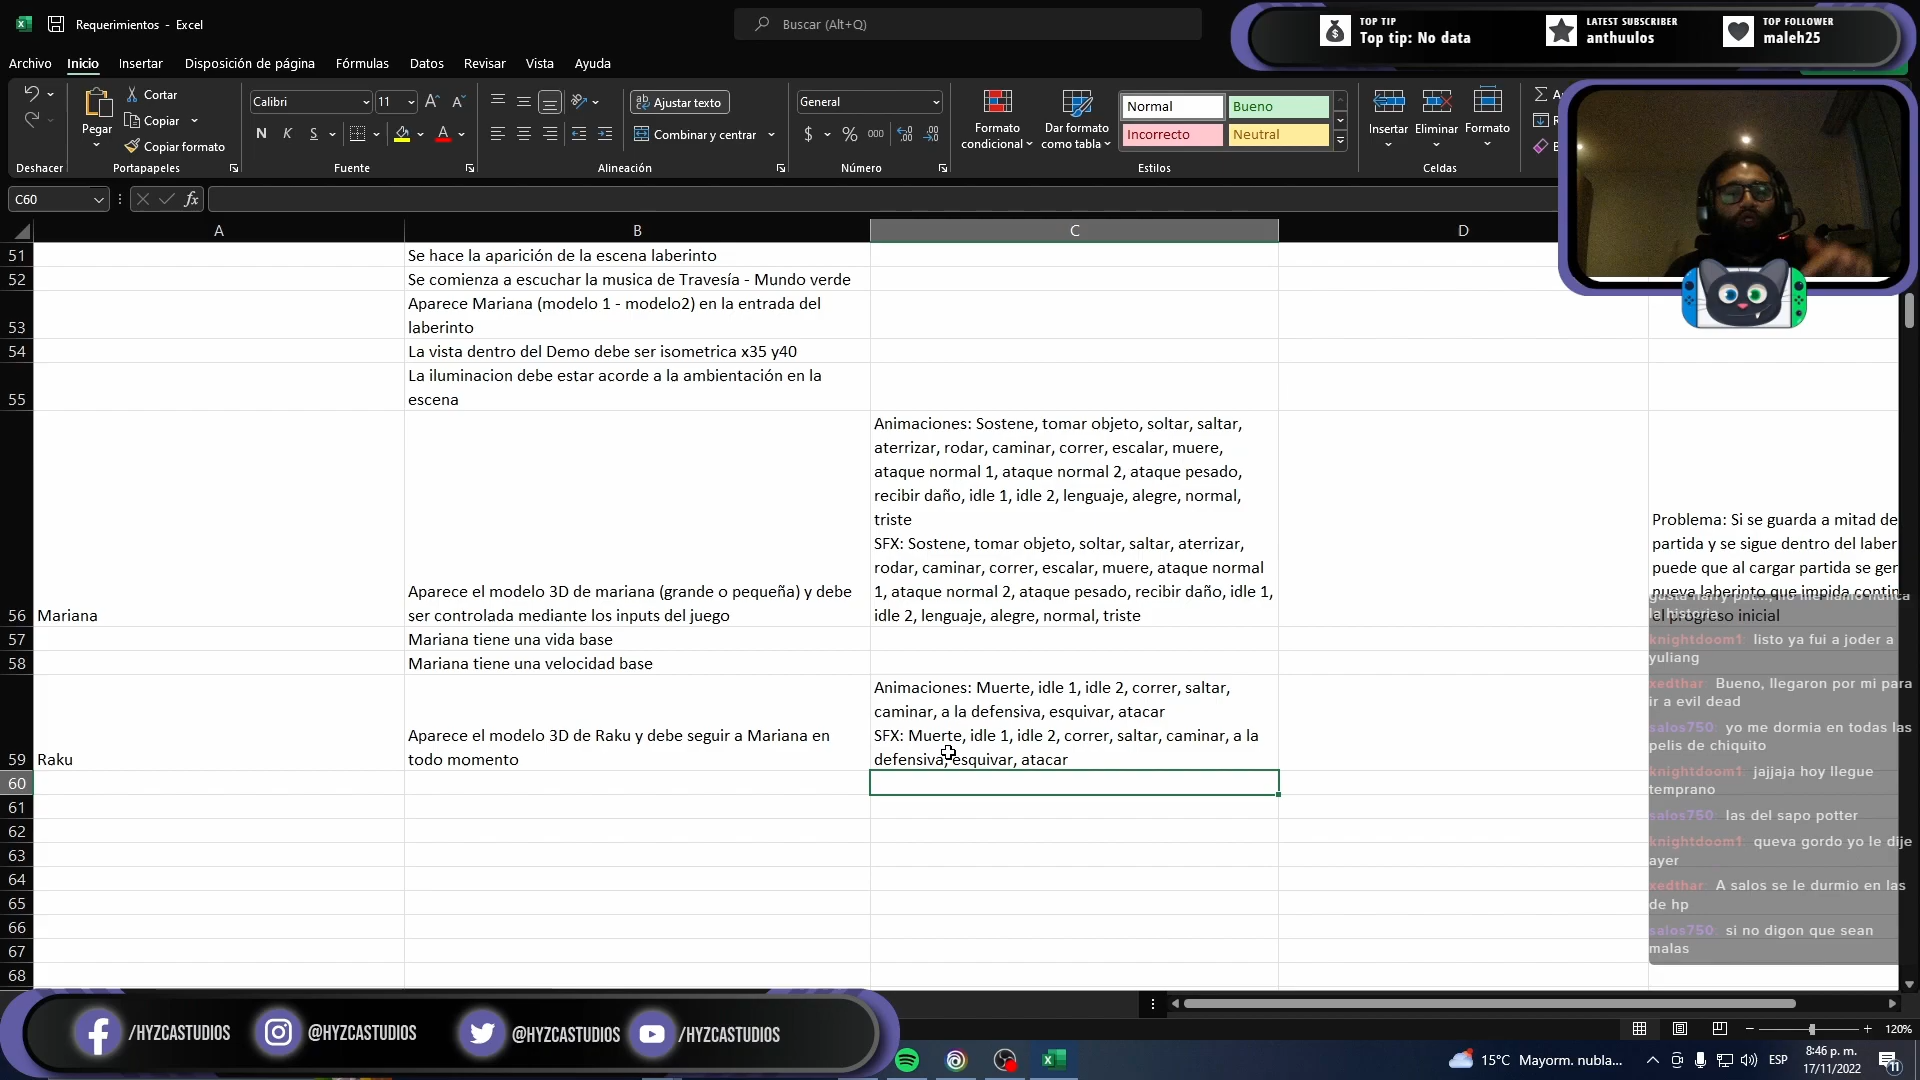 Requerimientos - Excel
Buscar (Alt+Q)
TOP TIP
Top tip: No data
LATEST SUBSCRIBER
anthuulos
TOP FOLLOWER
maleh25
Archivo Inicio Insertar Disposición de página Fórmulas Datos Revisar Vista Ayuda
Pegar
Cortar
Copiar
Copiar formato
Calibri 11
N K S
Ajustar texto
Combinar y centrar
General
$ % 000
Formato condicional
Dar formato como tabla
Normal Bueno
Incorrecto Neutral
Insertar Eliminar Formato
Deshacer Portapapeles Fuente Alineación Número Estilos Celdas
C60
fx
A B C D
51 Se hace la aparición de la escena laberinto
52 Se comienza a escuchar la musica de Travesía - Mundo verde
Aparece Mariana (modelo 1 - modelo2) en la entrada del
53 laberinto
54 La vista dentro del Demo debe ser isometrica x35 y40
La iluminacion debe estar acorde a la ambientación en la
55 escena
Animaciones: Sostene, tomar objeto, soltar, saltar,
aterrizar, rodar, caminar, correr, escalar, muere,
ataque normal 1, ataque normal 2, ataque pesado,
recibir daño, idle 1, idle 2, lenguaje, alegre, normal,
triste
SFX: Sostene, tomar objeto, soltar, saltar, aterrizar,
rodar, caminar, correr, escalar, muere, ataque normal
1, ataque normal 2, ataque pesado, recibir daño, idle 1,
idle 2, lenguaje, alegre, normal, triste
Aparece el modelo 3D de mariana (grande o pequeña) y debe
56 Mariana ser controlada mediante los inputs del juego
Problema: Si se guarda a mitad de
partida y se sigue dentro del laber
puede que al cargar partida se ger
nueva laberinto que impida contin
el progreso inicial
57 Mariana tiene una vida base
58 Mariana tiene una velocidad base
Animaciones: Muerte, idle 1, idle 2, correr, saltar,
caminar, a la defensiva, esquivar, atacar
SFX: Muerte, idle 1, idle 2, correr, saltar, caminar, a la
defensiva, esquivar, atacar
Aparece el modelo 3D de Raku y debe seguir a Mariana en
59 Raku todo momento
60
61
62
63
64
65
66
67
68
la historia
knightdoom1: listo ya fui a joder a
yuliang
xedthar: Bueno, llegaron por mi para
ir a evil dead
salos750: yo me dormia en todas las
pelis de chiquito
knightdoom1: jajjaja hoy llegue
temprano
salos750: las del sapo potter
knightdoom1: queva gordo yo le dije
ayer
xedthar: A salos se le durmio en las
de hp
salos750: si no digon que sean
malas
/HYZCASTUDIOS @HYZCASTUDIOS @HYZCASTUDIOS /HYZCASTUDIOS
120%
15°C Mayorm. nubla...
ESP
8:46 p. m.
17/11/2022
11